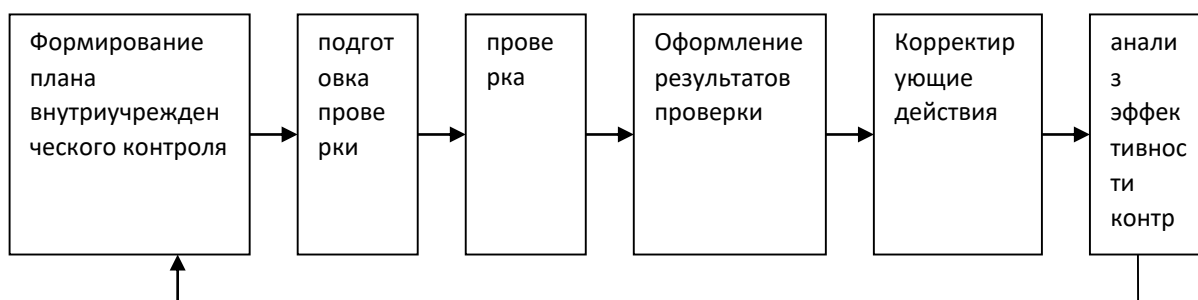 Формирование
плана
внутриучрежден
ческого контроля
подгот
овка
прове
рки
прове
рка
Оформление
результатов
проверки
Корректир
ующие
действия
анали
з
эффек
тивнос
ти
контр